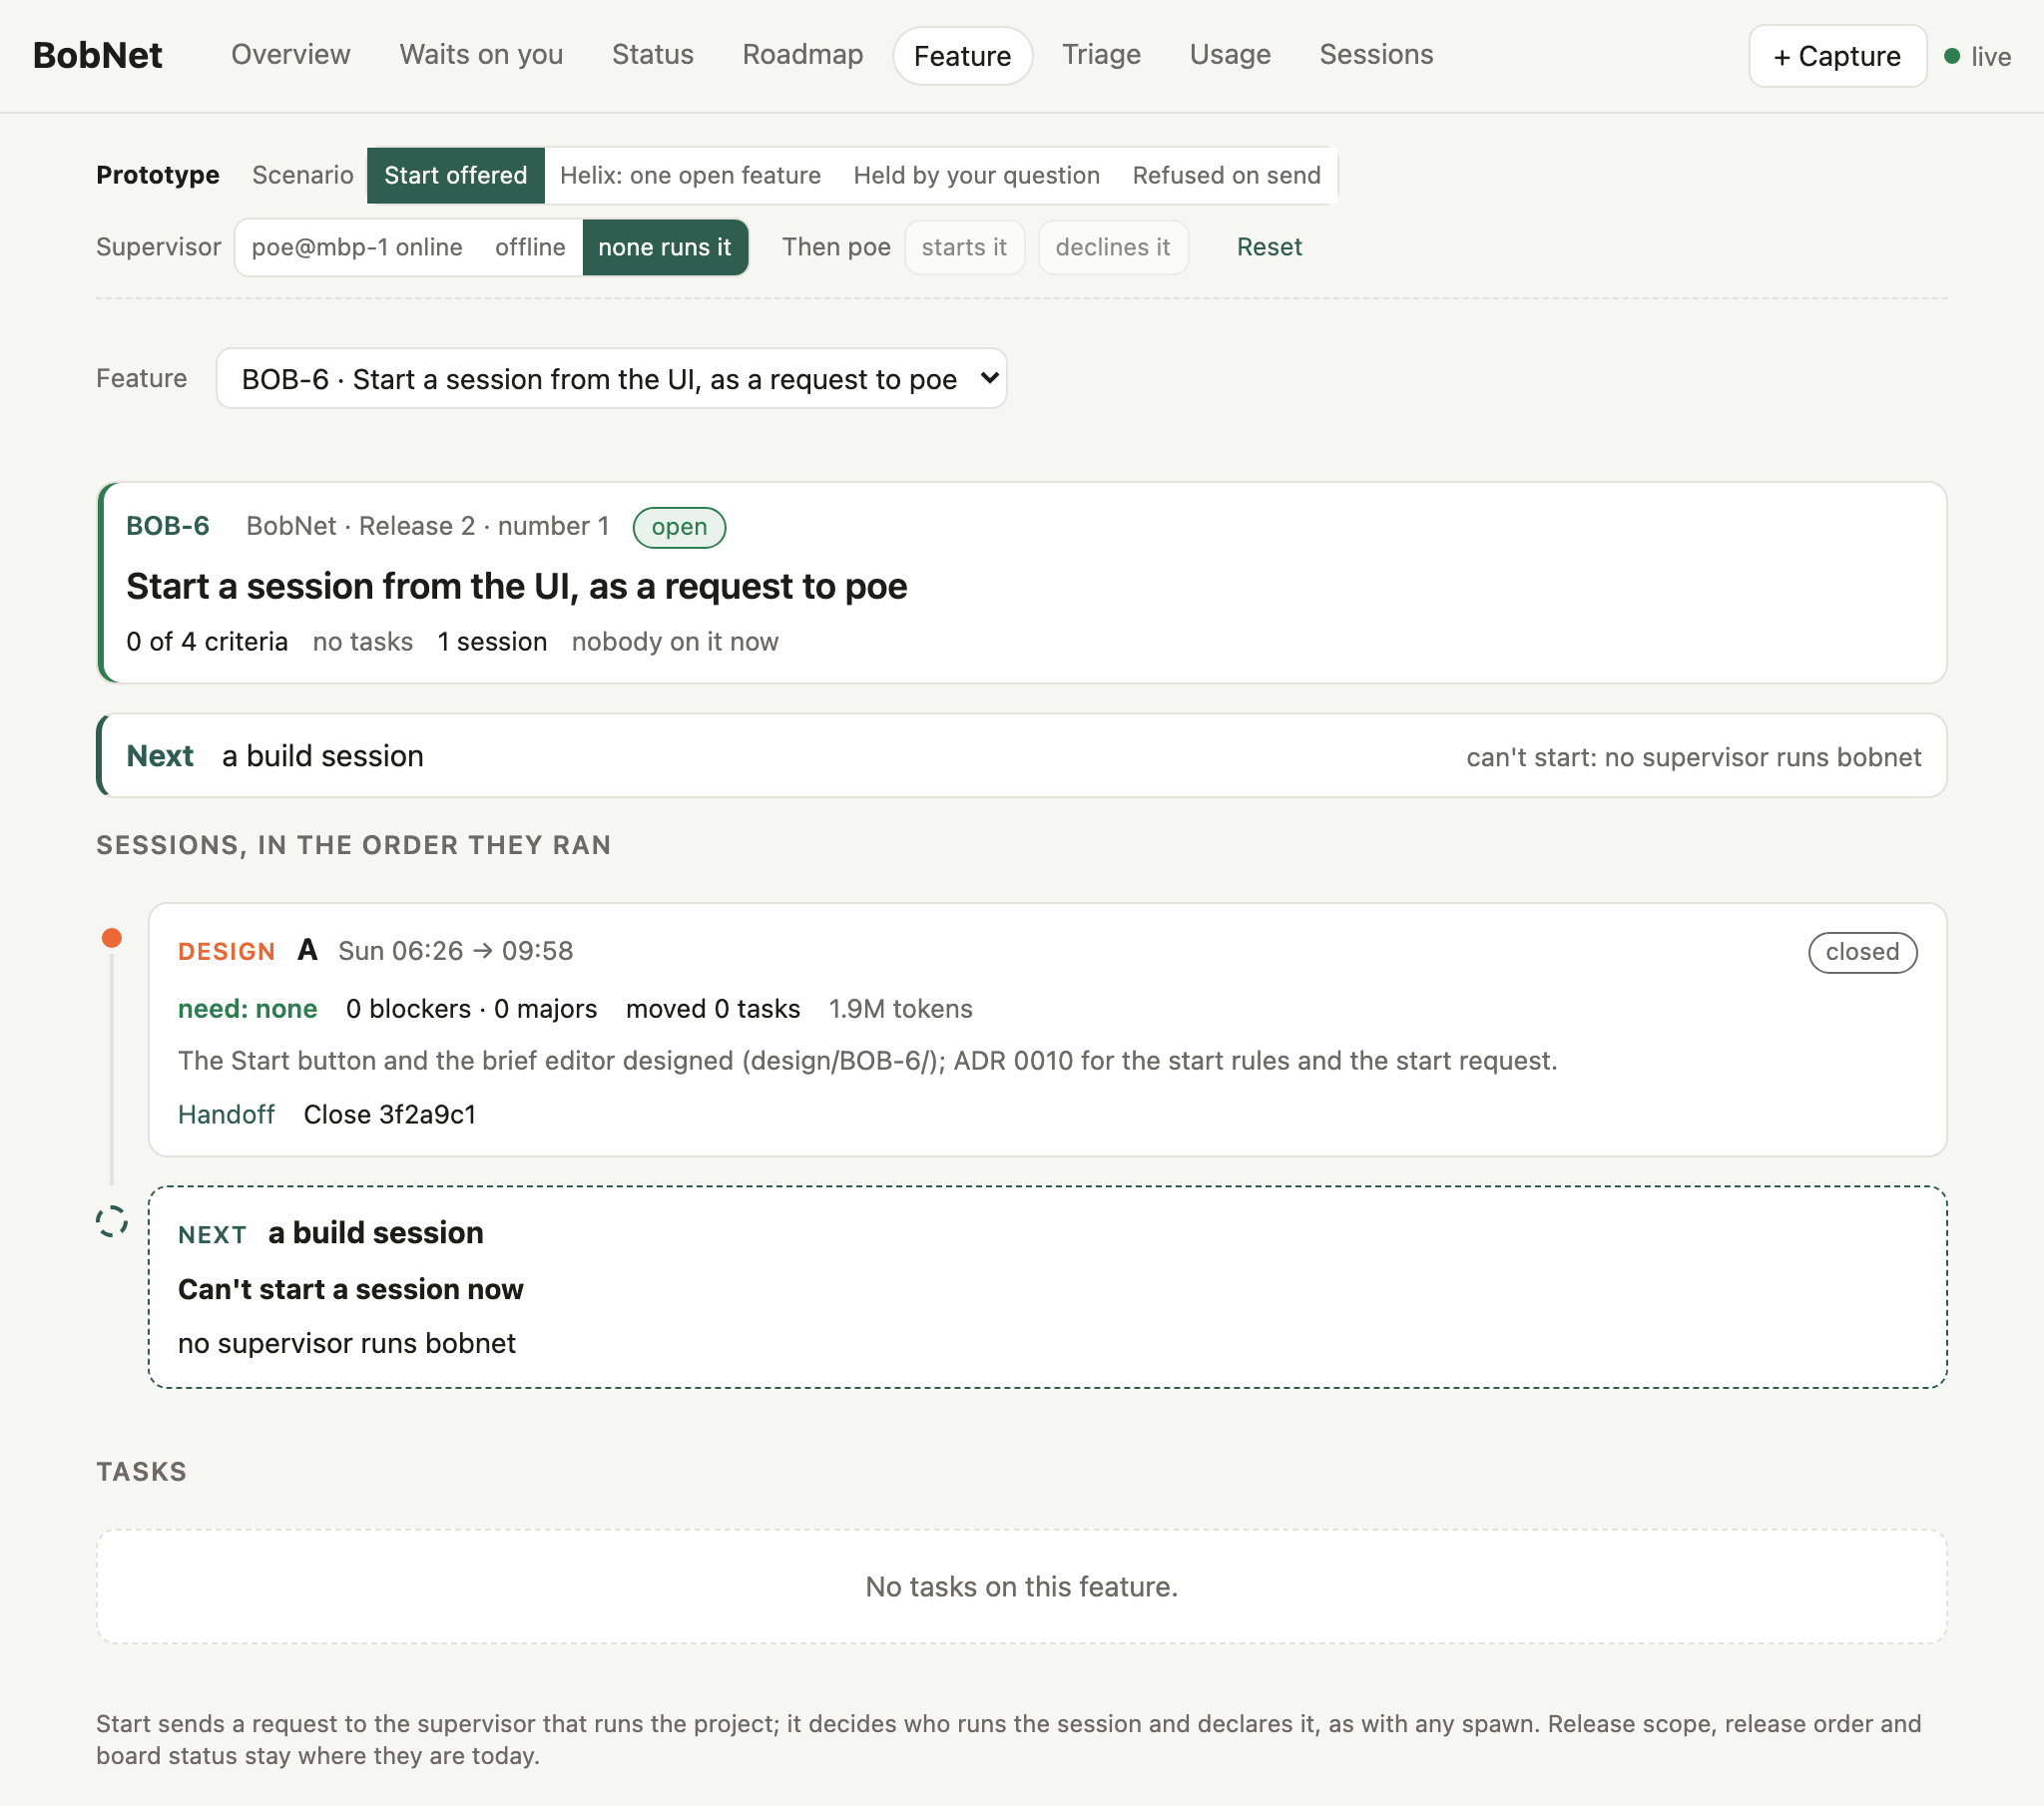 BobNet Overview Waits on you Status Roadmap Feature Triage Usage Sessions + Capture live
Prototype Scenario Start offered Helix: one open feature Held by your question Refused on send
Supervisor poe@mbp-1 online offline none runs it Then poe starts it declines it Reset
Feature BOB-6 · Start a session from the UI, as a request to poe
BOB-6 BobNet · Release 2 · number 1 open
Start a session from the UI, as a request to poe
0 of 4 criteria no tasks 1 session nobody on it now
Next a build session can't start: no supervisor runs bobnet
SESSIONS, IN THE ORDER THEY RAN
DESIGN A Sun 06:26 → 09:58 closed
need: none 0 blockers · 0 majors moved 0 tasks 1.9M tokens
The Start button and the brief editor designed (design/BOB-6/); ADR 0010 for the start rules and the start request.
Handoff Close 3f2a9c1
NEXT a build session
Can't start a session now
no supervisor runs bobnet
TASKS
No tasks on this feature.
Start sends a request to the supervisor that runs the project; it decides who runs the session and declares it, as with any spawn. Release scope, release order and
board status stay where they are today.